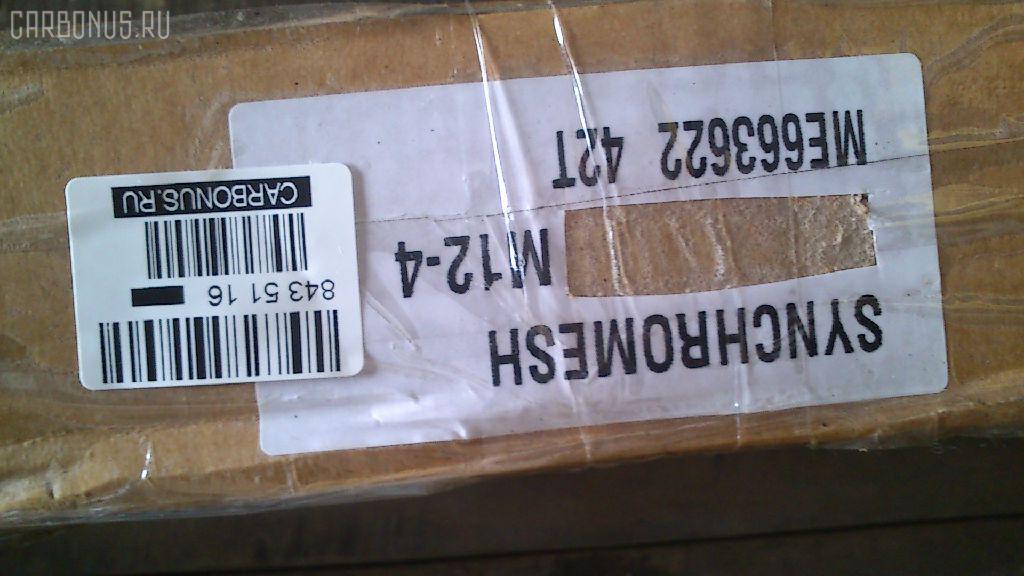 CARBONUS.RU
SYNCHROMESH
M12-4
ME663622 42T
843 51 16
CARBONUS.RU